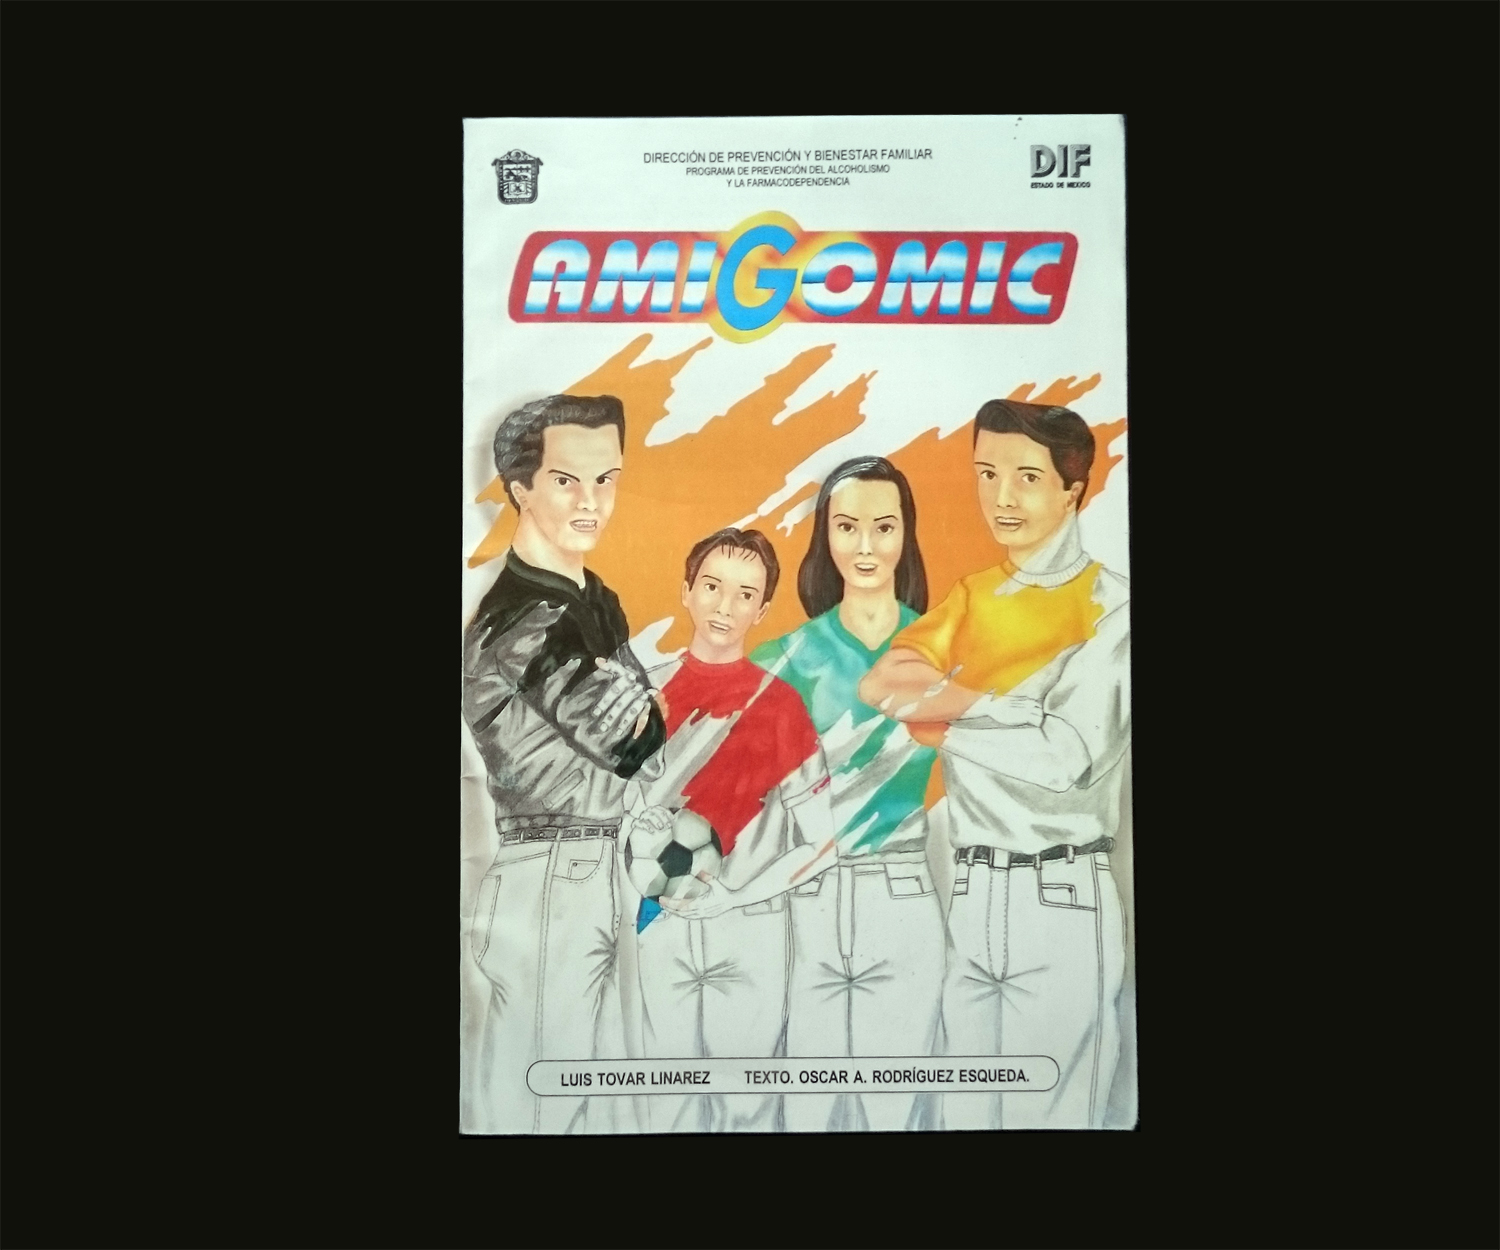 DIRECCIÓN DE PREVENCIÓN Y BIENESTAR FAMILIAR
PROGRAMA DE PREVENCIÓN DEL ALCOHOLISMO
Y LA FARMACODEPENDENCIA
DIF
ESTADO DE MEXICO
AMIGOMIC
LUIS TOVAR LINAREZ TEXTO. OSCAR A. RODRÍGUEZ ESQUEDA.